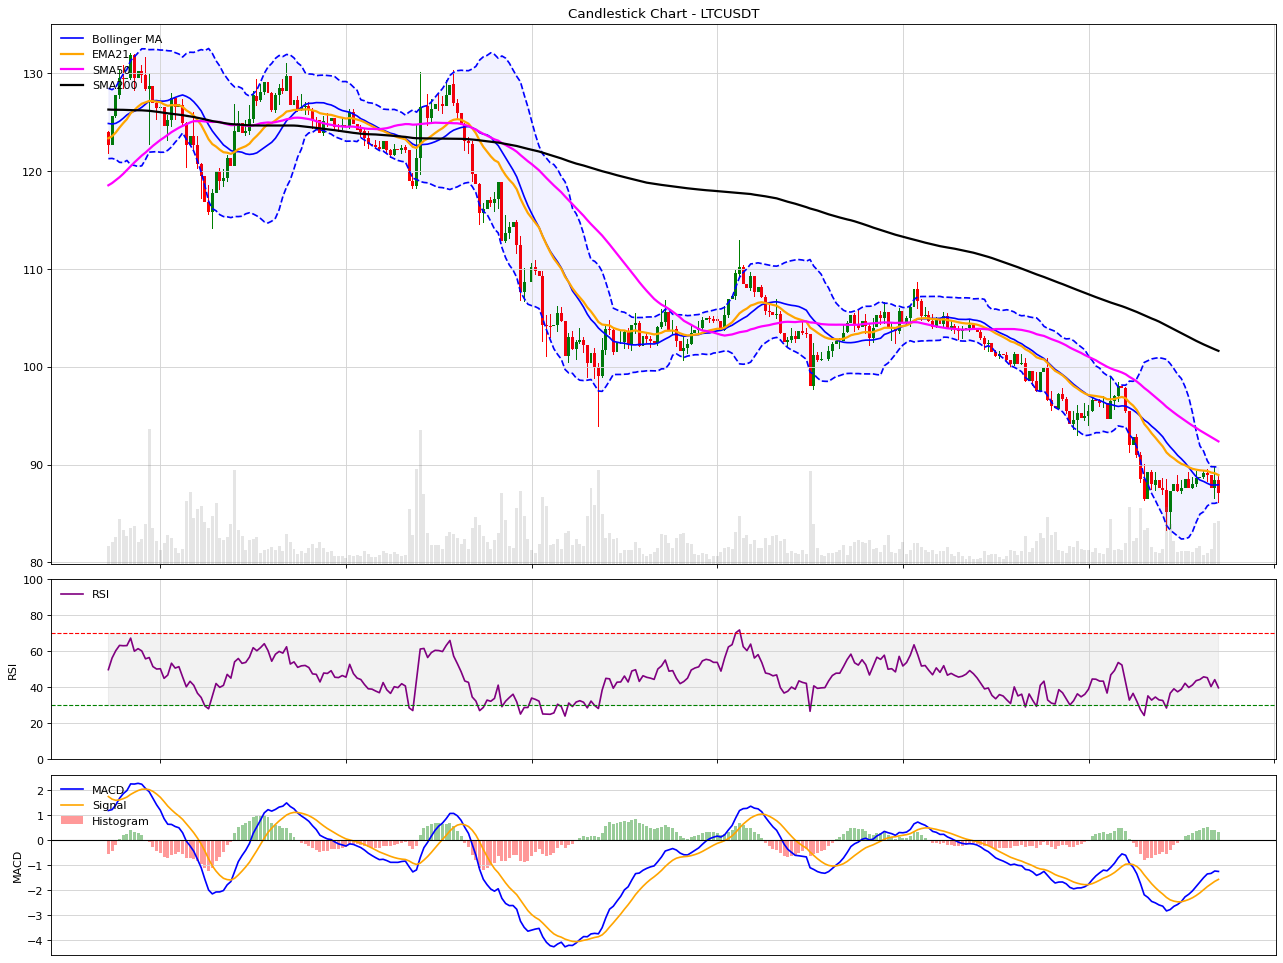 Candlestick Chart - LTCUSDT
Bollinger MA
EMA21
SMA50
SMA200
130
120
110
100
90
80
RSI
100
80
60
40
20
0
RSI
MACD
Signal
Histogram
2
1
0
−1
−2
−3
−4
MACD